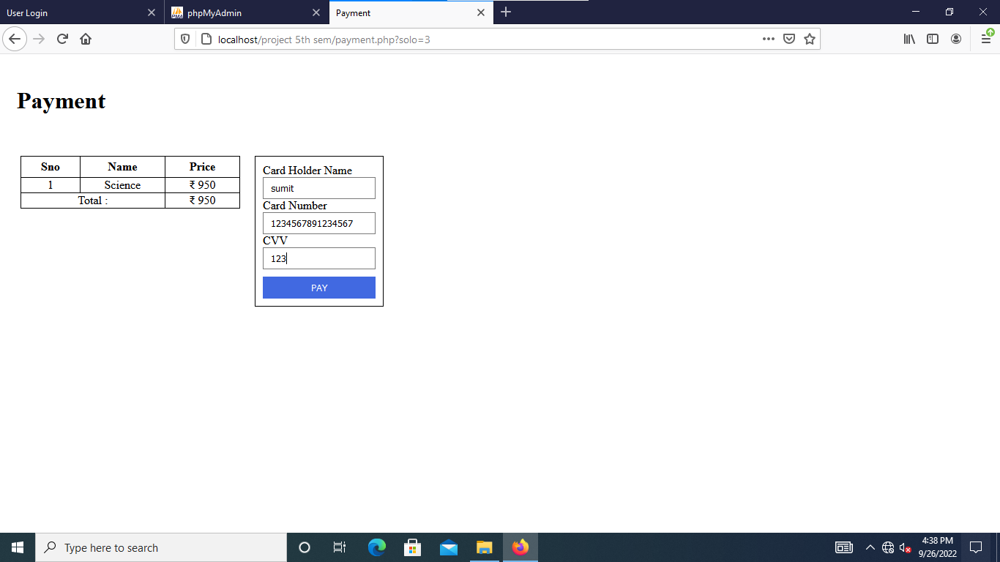 User Login
phpMyAdmin
Payment
localhost/project 5th sem/payment.php?solo=3
Payment
Sno Name Price
1 Science ₹ 950
Total : ₹ 950
Card Holder Name
sumit
Card Number
1234567891234567
CVV
123
PAY
Type here to search
4:38 PM
9/26/2022